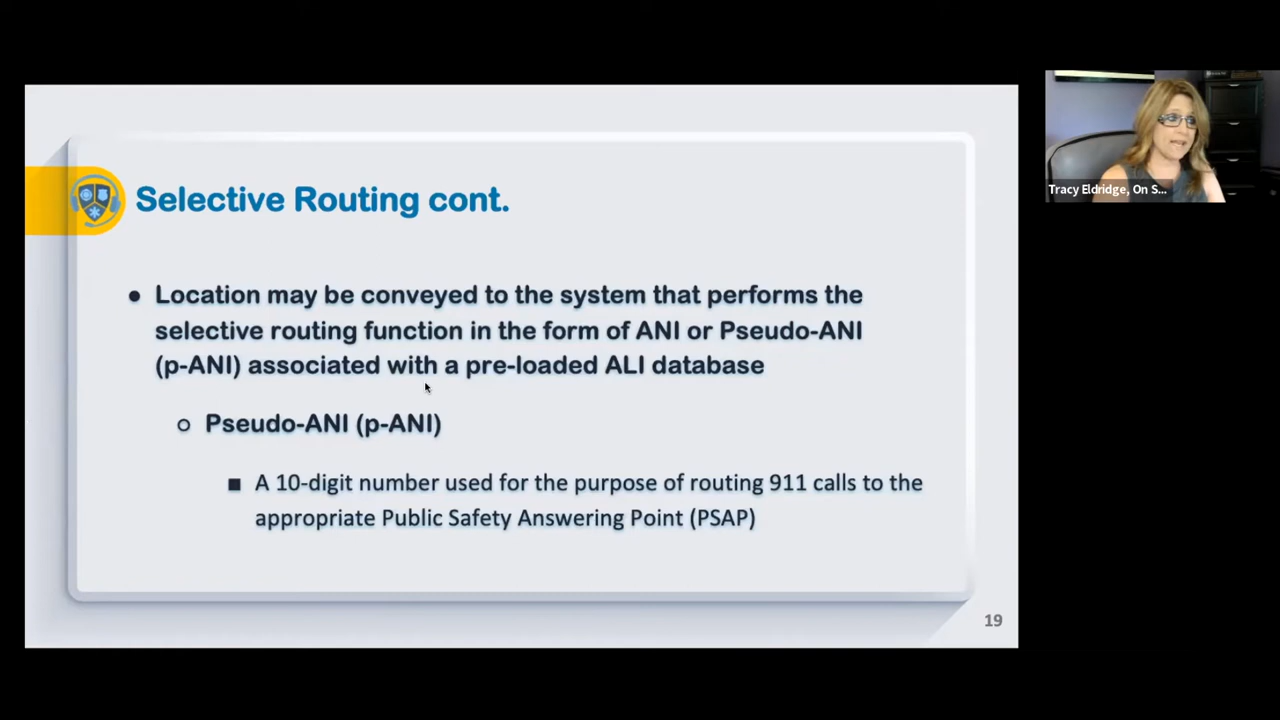 Selective Routing cont.
● Location may be conveyed to the system that performs the
selective routing function in the form of ANI or Pseudo-ANI
(p-ANI) associated with a pre-loaded ALI database
○ Pseudo-ANI (p-ANI)
■ A 10-digit number used for the purpose of routing 911 calls to the
appropriate Public Safety Answering Point (PSAP)
19
Tracy Eldridge, On S...